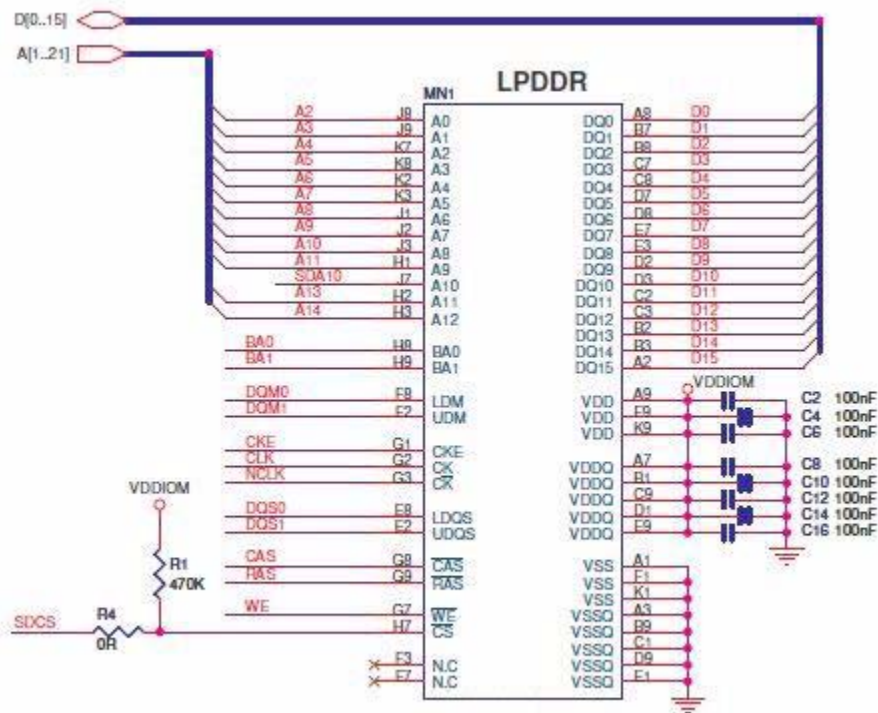 D[0..15]
A[1..21]
LPDDR
MN1
A2 J8 A0 DQ0 A8 D0
A3 J9 A1 DQ1 B7 D1
A4 K7 A2 DQ2 B8 D2
A5 K8 A3 DQ3 C7 D3
A6 K2 A4 DQ4 C8 D4
A7 K3 A5 DQ5 D7 D5
A8 J1 A6 DQ6 D8 D6
A9 J2 A7 DQ7 E7 D7
A10 J3 A8 DQ8 E3 D8
A11 H1 A9 DQ9 D2 D9
SDA10 J7 A10 DQ10 D3 D10
A13 H2 A11 DQ11 C2 D11
A14 H3 A12 DQ12 C3 D12
DQ13 B2 D13
BA0 H8 BA0 DQ14 B3 D14
BA1 H9 BA1 DQ15 A2 D15
VDDIOM
DQM0 F8 LDM VDD A9 C2 100nF
DQM1 F2 UDM VDD F9 C4 100nF
VDD K9 C6 100nF
CKE G1 CKE
CLK G2 CK VDDQ A7 C8 100nF
NCLK G3 CK VDDQ B1 C10 100nF
VDDIOM
VDDQ C9 C12 100nF
DQS0 E8 LDQS VDDQ D1 C14 100nF
DQS1 E2 UDQS VDDQ E9 C16 100nF
CAS G8 CAS VSS A1
RAS G9 RAS VSS F1
R1
470K
VSS K1
WE G7 WE VSSQ A3
R4
SDCS H7 CS VSSQ B9
0R
VSSQ C1
F3 N.C VSSQ D9
F7 N.C VSSQ E1